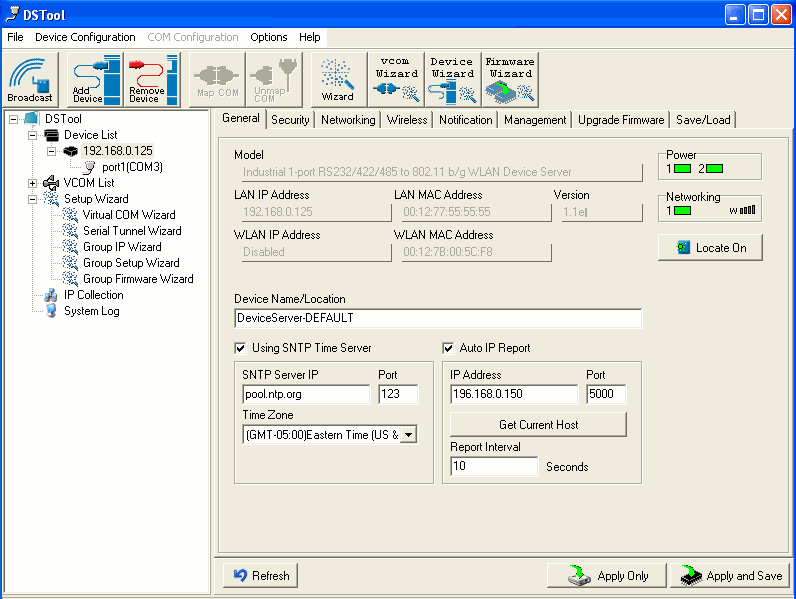 DSTool
File Device Configuration COM Configuration Options Help
Broadcast
Add Device
Remove Device
Map COM
Unmap COM
Wizard
vcom Wizard
Device Wizard
Firmware Wizard
DSTool
Device List
192.168.0.125
port1(COM3)
VCOM List
Setup Wizard
Virtual COM Wizard
Serial Tunnel Wizard
Group IP Wizard
Group Setup Wizard
Group Firmware Wizard
IP Collection
System Log
General Security Networking Wireless Notification Management Upgrade Firmware Save/Load
Model
Industrial 1-port RS232/422/485 to 802.11 b/g WLAN Device Server
Power
1 2
LAN IP Address LAN MAC Address Version
192.168.0.125 00:12:77:55:55:55 1.1e
Networking
1 W
WLAN IP Address WLAN MAC Address
Disabled 00:12:7B:00:5C:F8
Locate On
Device Name/Location
DeviceServer-DEFAULT
Using SNTP Time Server
SNTP Server IP Port
pool.ntp.org 123
Time Zone
(GMT-05:00)Eastern Time (US &
Auto IP Report
IP Address Port
196.168.0.150 5000
Get Current Host
Report Interval
10 Seconds
Refresh Apply Only Apply and Save